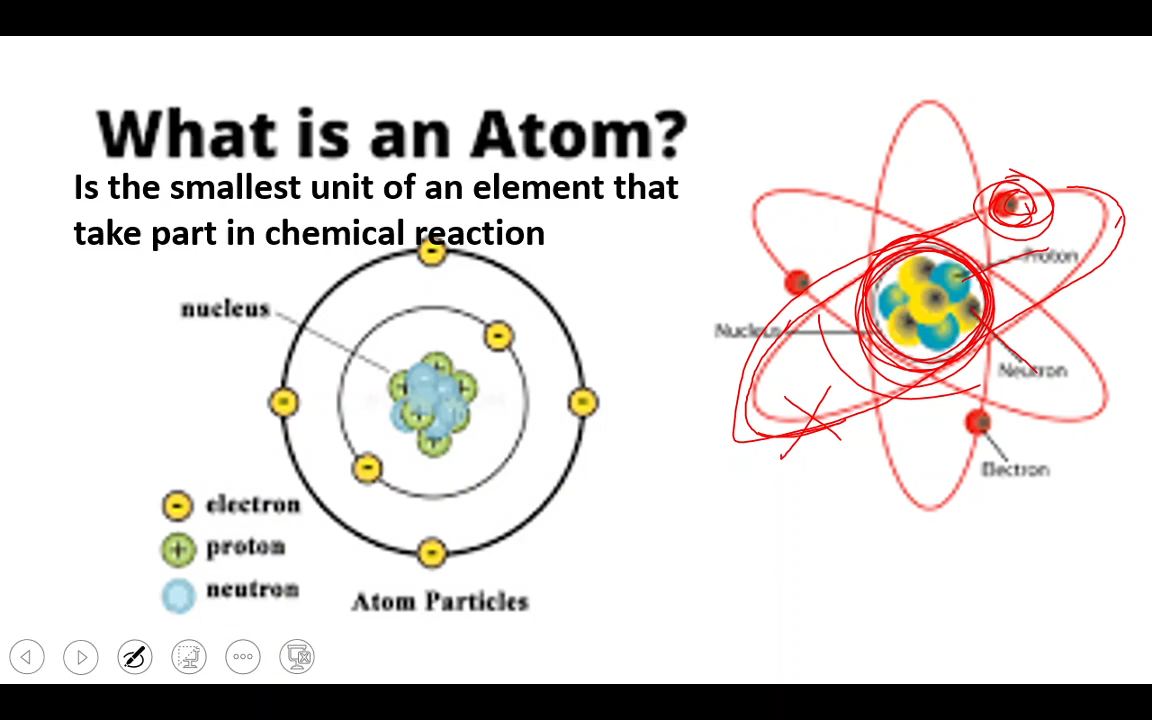 What is an Atom?
Is the smallest unit of an element that
take part in chemical reaction
nucleus
electron
proton
neutron
Atom Particles
Proton
Nucleus
Neutron
Electron